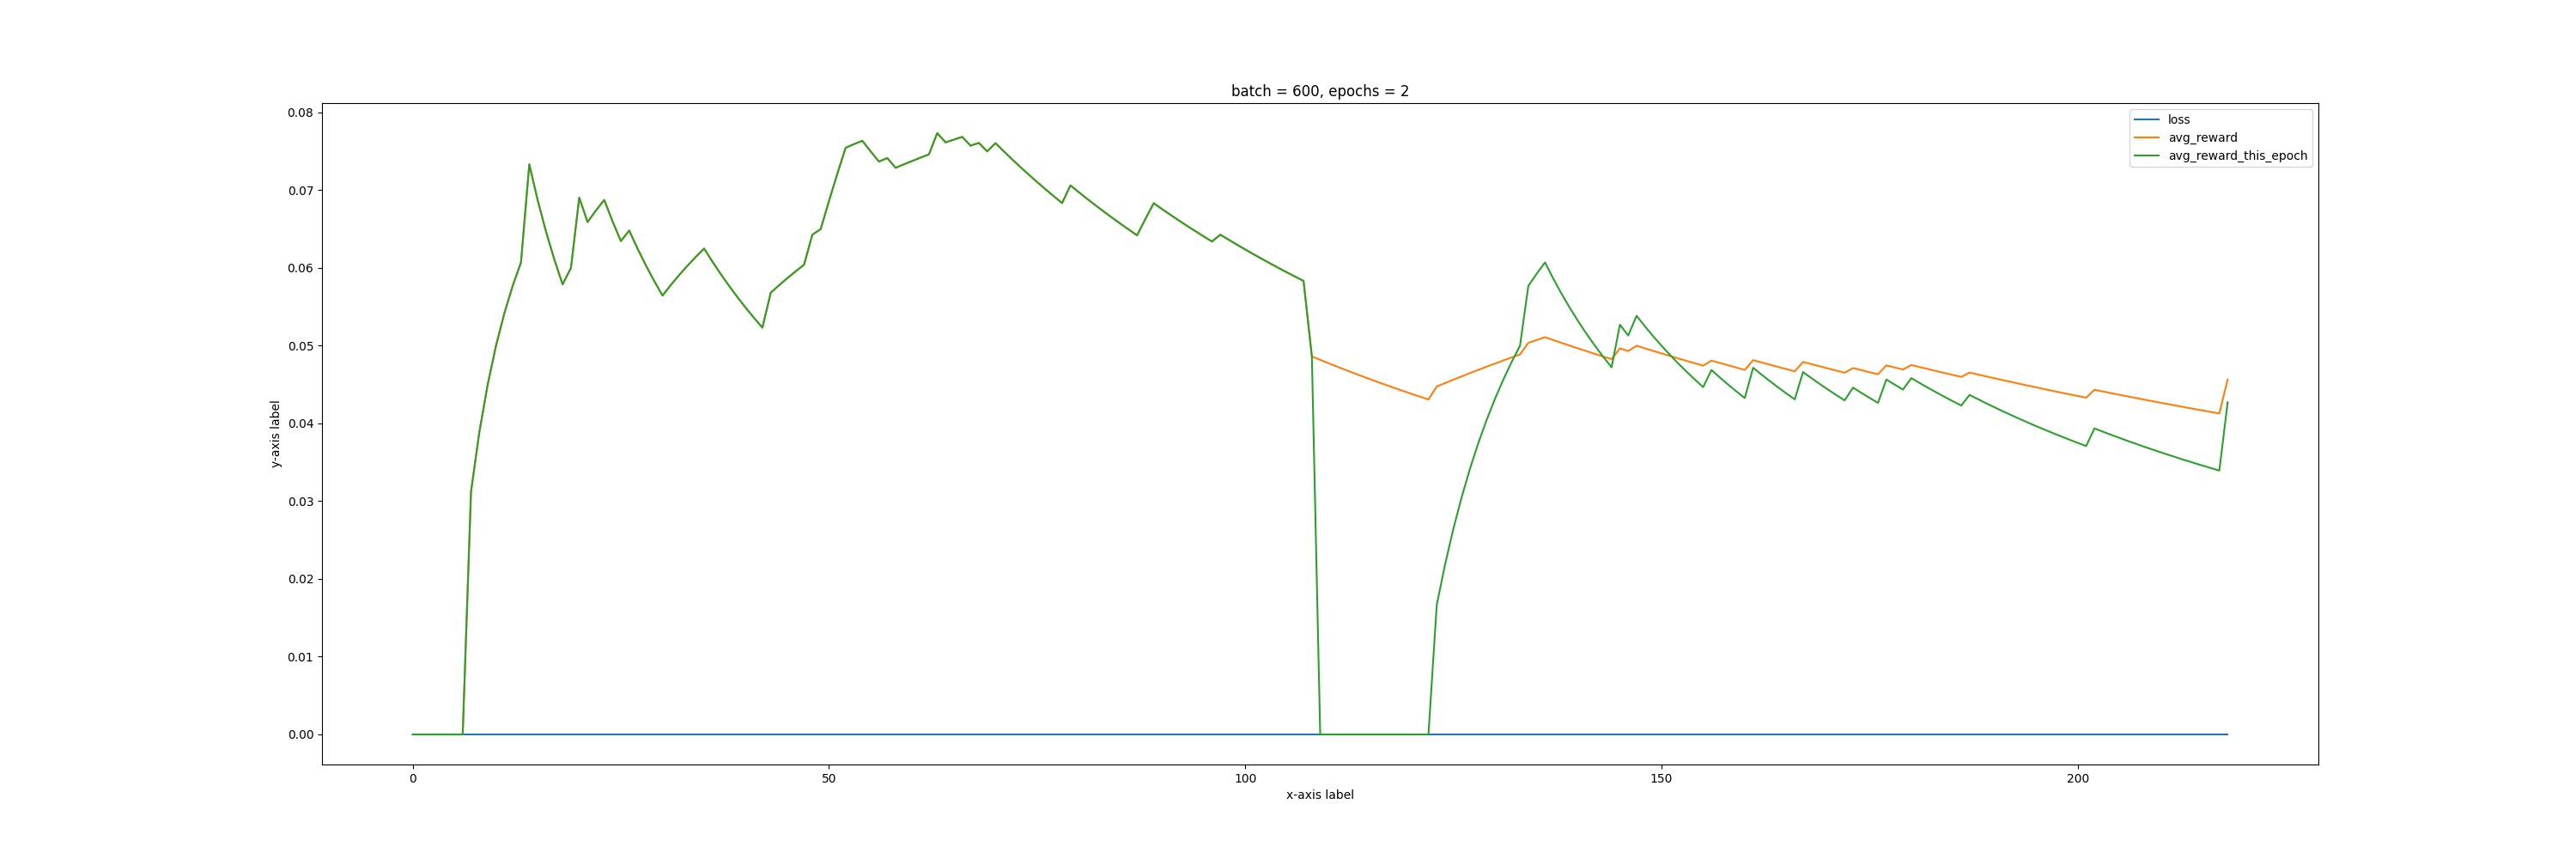 batch = 600, epochs = 2
loss
avg_reward
avg_reward_this_epoch
0.08
0.07
0.06
0.05
0.04
0.03
0.02
0.01
0.00
y-axis label
0 50 100 150 200
x-axis label